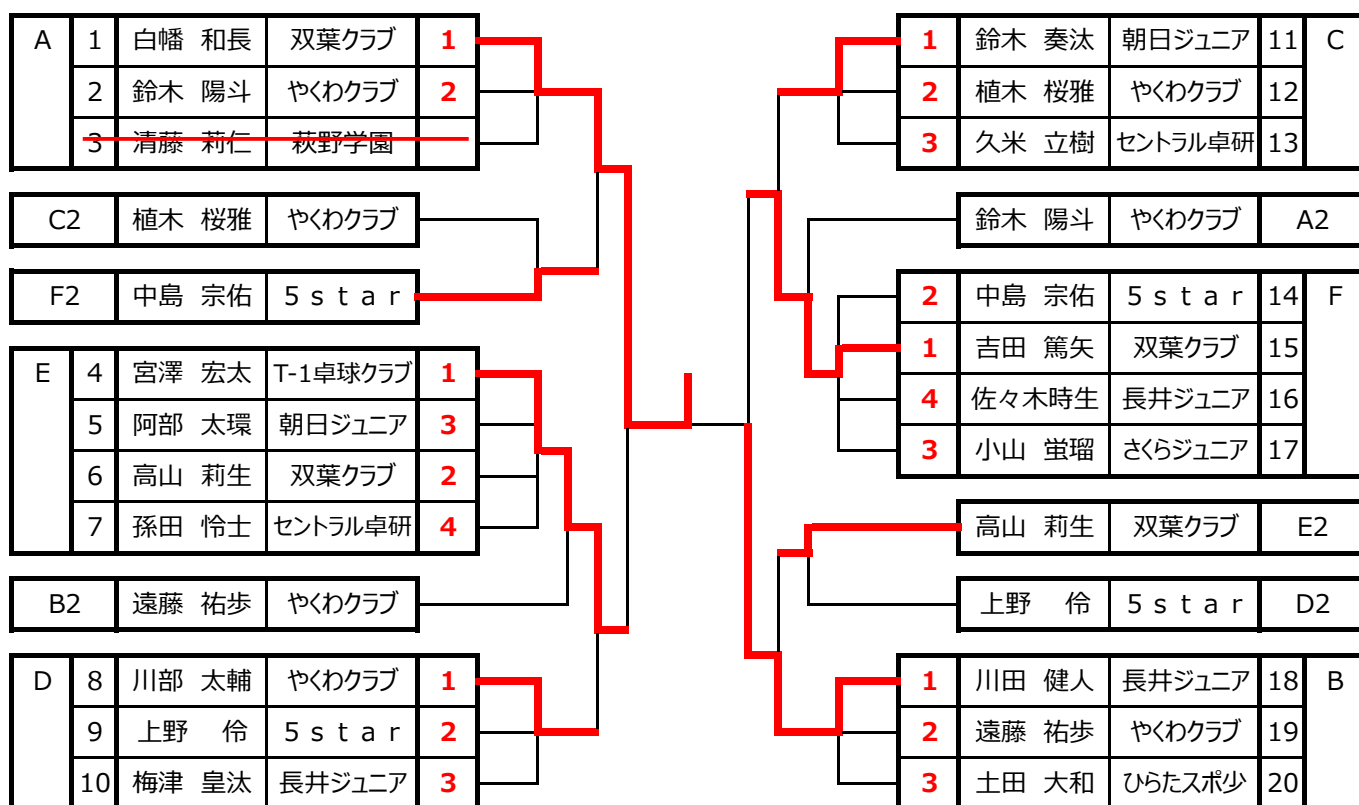 A 1 白幡 和長 双葉クラブ 1
2 鈴木 陽斗 やくわクラブ 2
3 清藤 莉仁 萩野学園
C2 植木 桜雅 やくわクラブ
F2 中島 宗佑 5star
E 4 宮澤 宏太 T-1卓球クラブ 1
5 阿部 太環 朝日ジュニア 3
6 高山 莉生 双葉クラブ 2
7 孫田 怜士 セントラル卓研 4
B2 遠藤 祐歩 やくわクラブ
D 8 川部 太輔 やくわクラブ 1
9 上野 伶 5star 2
10 梅津 皇汰 長井ジュニア 3
1 鈴木 奏汰 朝日ジュニア 11 C
2 植木 桜雅 やくわクラブ 12
3 久米 立樹 セントラル卓研 13
鈴木 陽斗 やくわクラブ A2
2 中島 宗佑 5star 14 F
1 吉田 篤矢 双葉クラブ 15
4 佐々木時生 長井ジュニア 16
3 小山 蛍瑠 さくらジュニア 17
高山 莉生 双葉クラブ E2
上野 伶 5star D2
1 川田 健人 長井ジュニア 18 B
2 遠藤 祐歩 やくわクラブ 19
3 土田 大和 ひらたスポ少 20